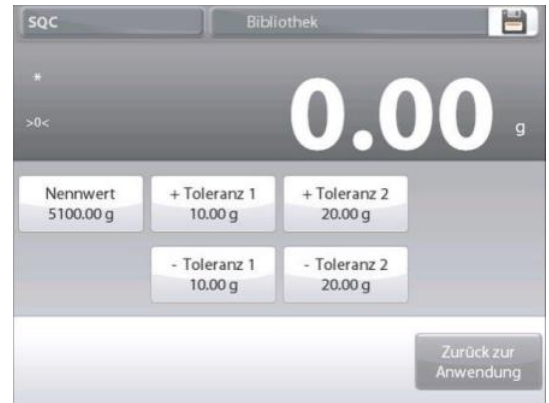 SQC
Bibliothek
*
>0<
0.00 g
Nennwert
5100.00 g
+ Toleranz 1
10.00 g
+ Toleranz 2
20.00 g
- Toleranz 1
10.00 g
- Toleranz 2
20.00 g
Zurück zur
Anwendung